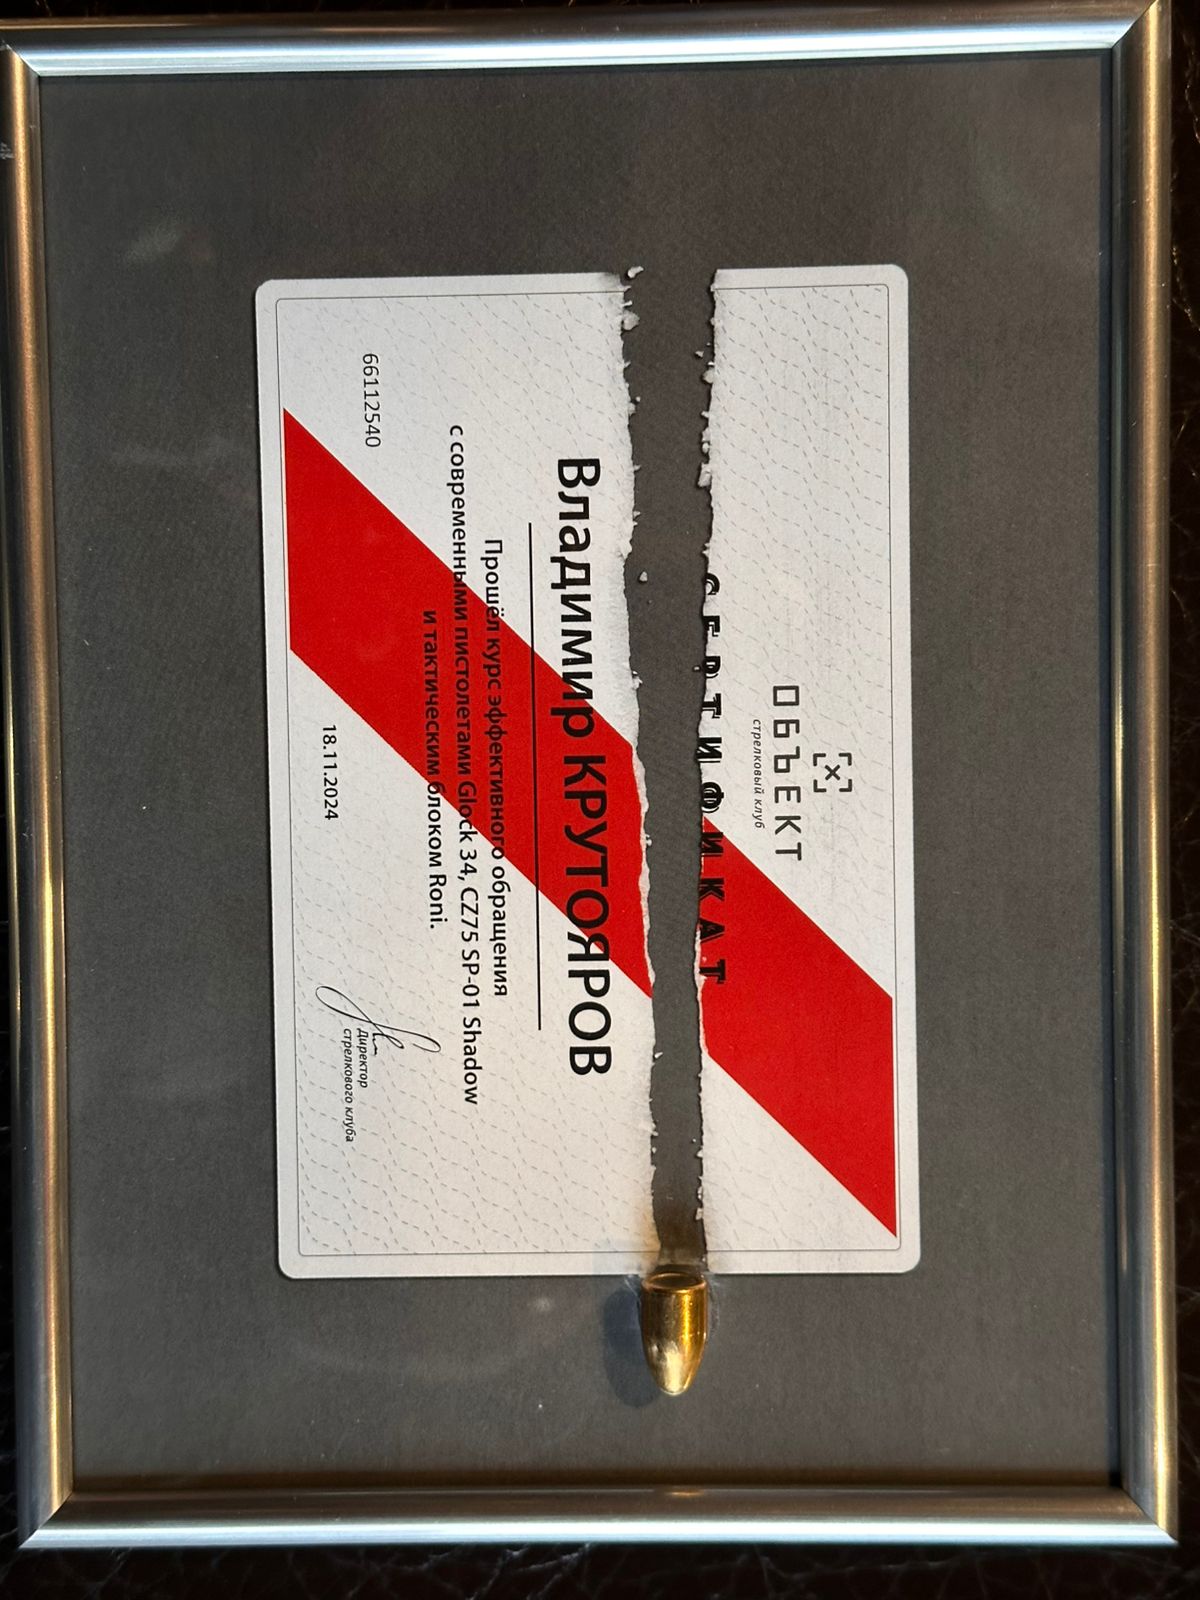 ОБЪЕКТ
стрелковый клуб
СЕРТИФИКАТ
Владимир КРУТОЯРОВ
Прошёл курс эффективного обращения
с современными пистолетами Glock 34, CZ75 SP-01 Shadow
и тактическим блоком Roni.
66112540
18.11.2024
Директор
стрелкового клуба